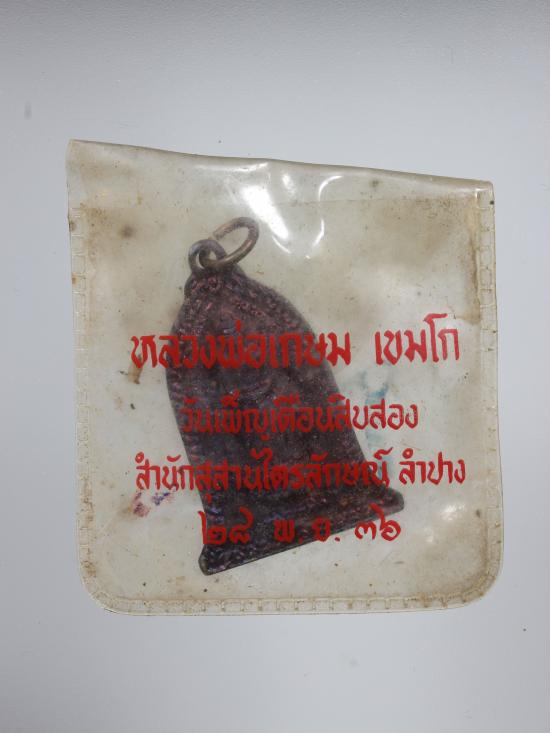 หลวงพ่อเกษม เขมโก
วันเพ็ญเดือนสิบสอง
สำนักสุสานไตรลักษณ์ ลำปาง
๒๘ พ.ย. ๓๖